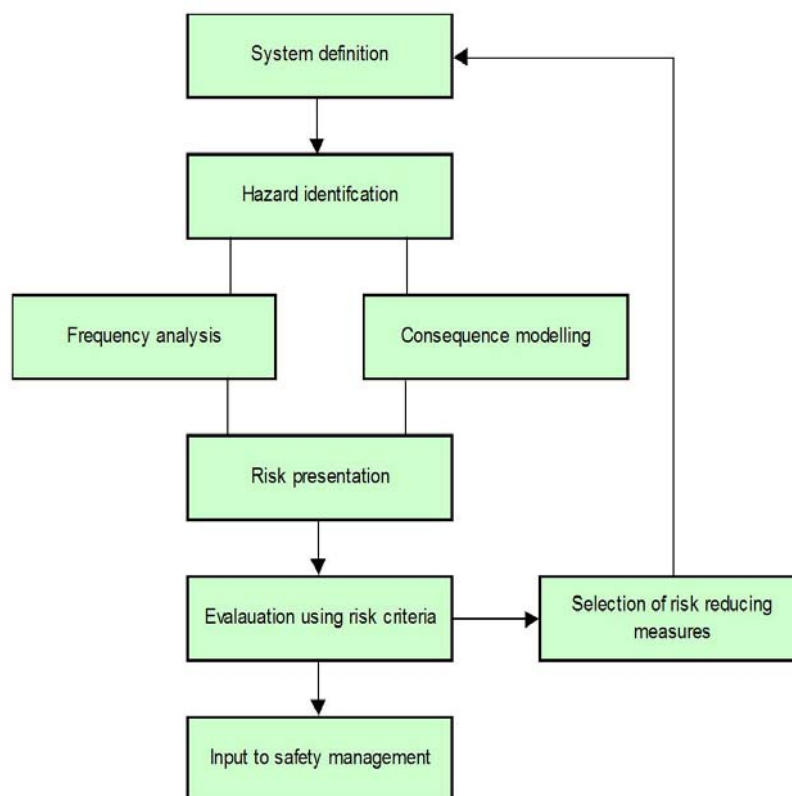 System definition
Hazard identifcation
Frequency analysis
Consequence modelling
Risk presentation
Evalauation using risk criteria
Selection of risk reducing
measures
Input to safety management